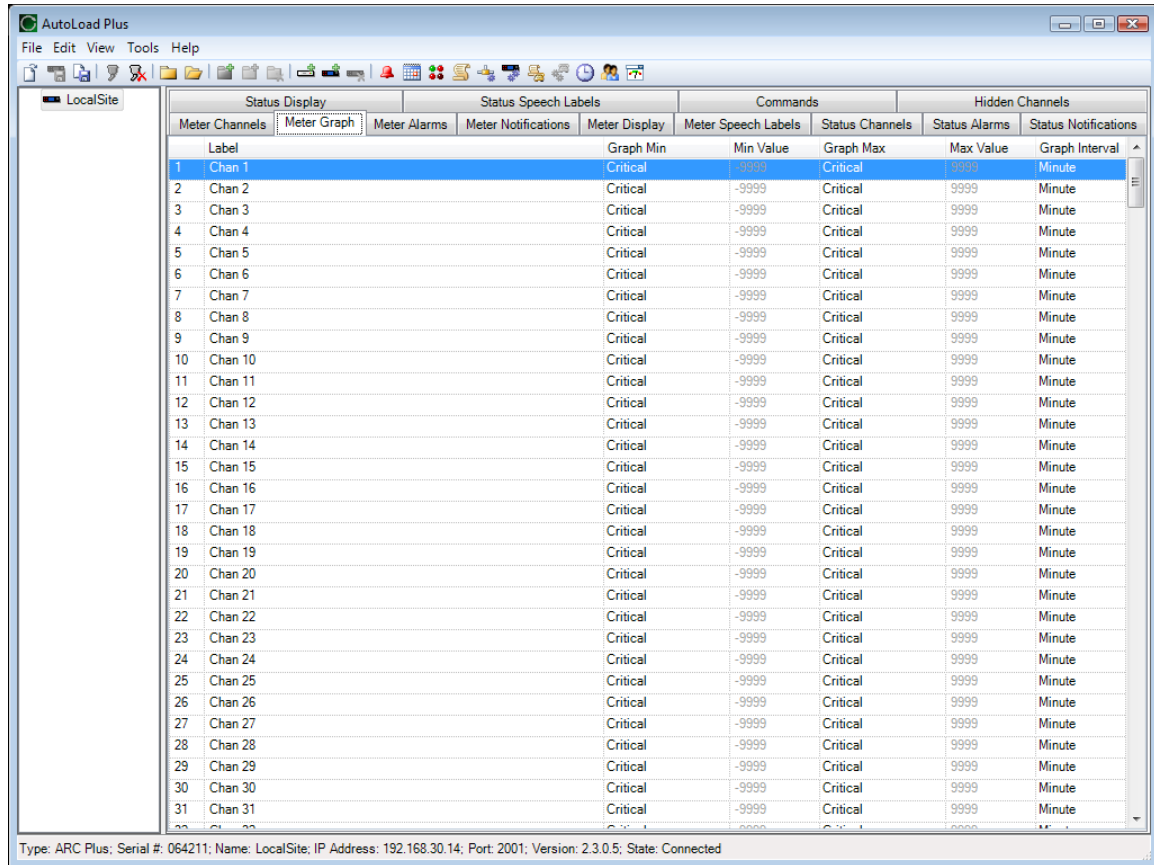 AutoLoad Plus
File Edit View Tools Help
LocalSite
Status Display Status Speech Labels Commands Hidden Channels
Meter Channels Meter Graph Meter Alarms Meter Notifications Meter Display Meter Speech Labels Status Channels Status Alarms Status Notifications
Label Graph Min Min Value Graph Max Max Value Graph Interval
1 Chan 1 Critical -9999 Critical 9999 Minute
2 Chan 2 Critical -9999 Critical 9999 Minute
3 Chan 3 Critical -9999 Critical 9999 Minute
4 Chan 4 Critical -9999 Critical 9999 Minute
5 Chan 5 Critical -9999 Critical 9999 Minute
6 Chan 6 Critical -9999 Critical 9999 Minute
7 Chan 7 Critical -9999 Critical 9999 Minute
8 Chan 8 Critical -9999 Critical 9999 Minute
9 Chan 9 Critical -9999 Critical 9999 Minute
10 Chan 10 Critical -9999 Critical 9999 Minute
11 Chan 11 Critical -9999 Critical 9999 Minute
12 Chan 12 Critical -9999 Critical 9999 Minute
13 Chan 13 Critical -9999 Critical 9999 Minute
14 Chan 14 Critical -9999 Critical 9999 Minute
15 Chan 15 Critical -9999 Critical 9999 Minute
16 Chan 16 Critical -9999 Critical 9999 Minute
17 Chan 17 Critical -9999 Critical 9999 Minute
18 Chan 18 Critical -9999 Critical 9999 Minute
19 Chan 19 Critical -9999 Critical 9999 Minute
20 Chan 20 Critical -9999 Critical 9999 Minute
21 Chan 21 Critical -9999 Critical 9999 Minute
22 Chan 22 Critical -9999 Critical 9999 Minute
23 Chan 23 Critical -9999 Critical 9999 Minute
24 Chan 24 Critical -9999 Critical 9999 Minute
25 Chan 25 Critical -9999 Critical 9999 Minute
26 Chan 26 Critical -9999 Critical 9999 Minute
27 Chan 27 Critical -9999 Critical 9999 Minute
28 Chan 28 Critical -9999 Critical 9999 Minute
29 Chan 29 Critical -9999 Critical 9999 Minute
30 Chan 30 Critical -9999 Critical 9999 Minute
31 Chan 31 Critical -9999 Critical 9999 Minute
Type: ARC Plus; Serial #: 064211; Name: LocalSite; IP Address: 192.168.30.14; Port: 2001; Version: 2.3.0.5; State: Connected